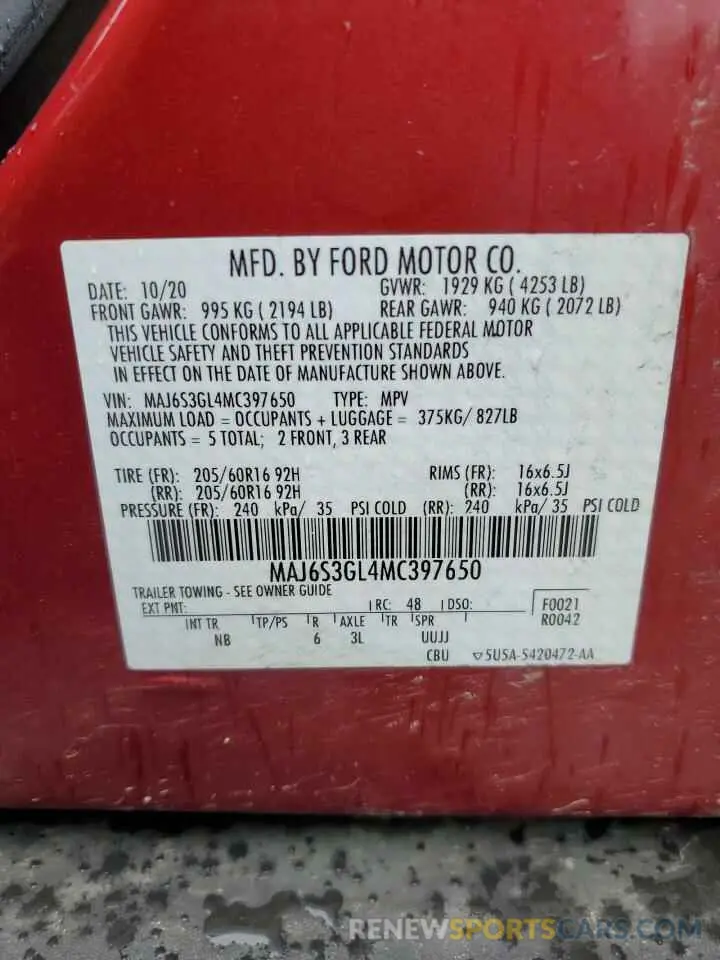 MFD. BY FORD MOTOR CO.
DATE: 10/20 GVWR: 1929 KG ( 4253 LB)
FRONT GAWR: 995 KG ( 2194 LB) REAR GAWR: 940 KG ( 2072 LB)
THIS VEHICLE CONFORMS TO ALL APPLICABLE FEDERAL MOTOR
VEHICLE SAFETY AND THEFT PREVENTION STANDARDS
IN EFFECT ON THE DATE OF MANUFACTURE SHOWN ABOVE.
VIN: MAJ6S3GL4MC397650 TYPE: MPV
MAXIMUM LOAD = OCCUPANTS + LUGGAGE = 375KG/ 827LB
OCCUPANTS = 5 TOTAL; 2 FRONT, 3 REAR
TIRE (FR): 205/60R16 92H RIMS (FR): 16x6.5J
(RR): 205/60R16 92H (RR): 16x6.5J
PRESSURE (FR): 240 kPa/ 35 PSI COLD (RR): 240 kPa/ 35 PSI COLD
MAJ6S3GL4MC397650
TRAILER TOWING - SEE OWNER GUIDE
EXT PNT: RC: 48 DSO: F0021
INT TR TP/PS R AXLE TR SPR R0042
NB 6 3L UUJJ
CBU 5U5A-5420472-AA
RENEWSPORTSCARS.COM